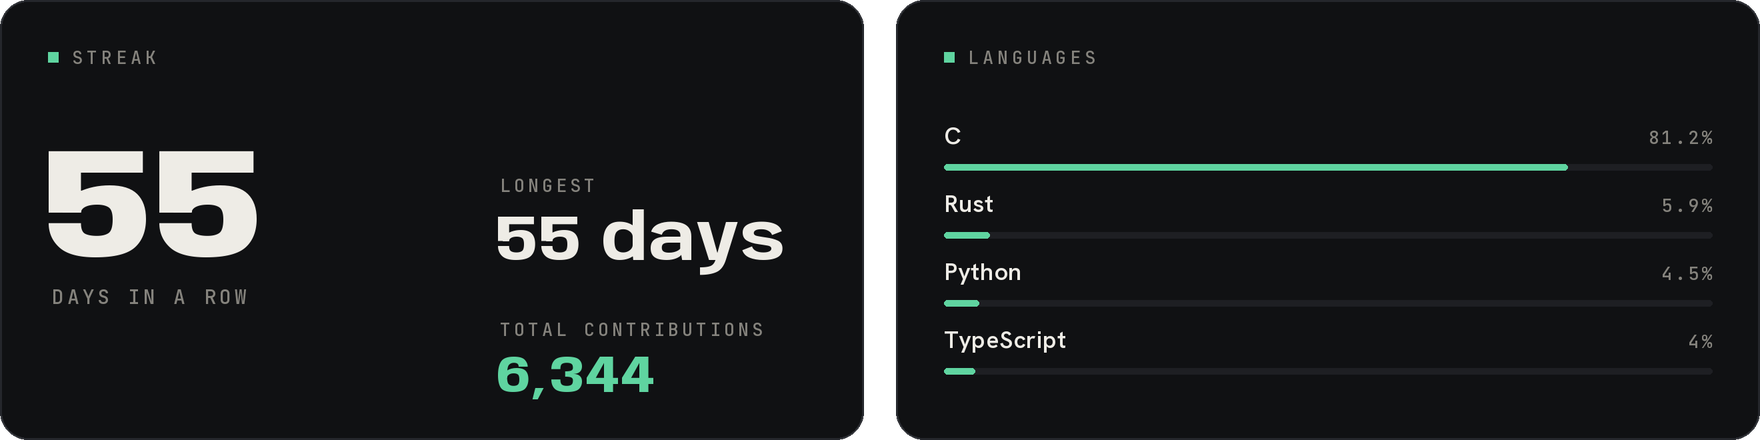 STREAK
55
DAYS IN A ROW
LONGEST
55 days
TOTAL CONTRIBUTIONS
6,344
LANGUAGES
C 81.2%
Rust 5.9%
Python 4.5%
TypeScript 4%